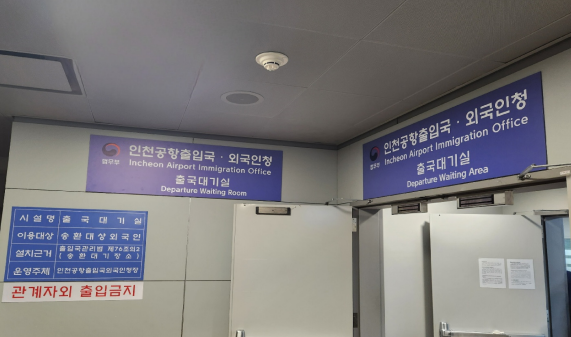 법무부
인천공항출입국·외국인청
Incheon Airport Immigration Office
출국대기실
Departure Waiting Room
법무부
인천공항출입국·외국인청
Incheon Airport Immigration Office
출국대기실
Departure Waiting Area
시설명 출국대기실
이용대상 송환대상외국인
설치근거 출입국관리법 제76조의2
(송환대기장소)
운영주체 인천공항출입국외국인청장
관계자외 출입금지